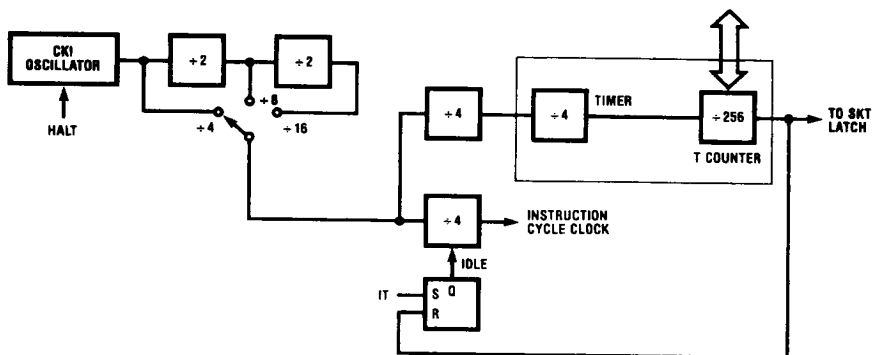 CKI
OSCILLATOR
÷2
÷2
HALT
÷4
÷8
÷16
÷4
÷4
TIMER
÷256
T COUNTER
TO SKT
LATCH
÷4
INSTRUCTION
CYCLE CLOCK
IDLE
IT
S
Q
R